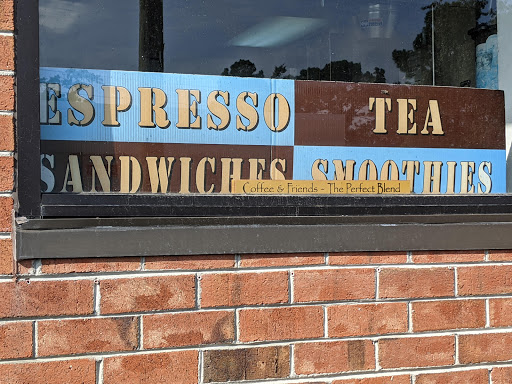 ESPRESSO TEA
SANDWICHES SMOOTHIES
Coffee & Friends - The Perfect Blend